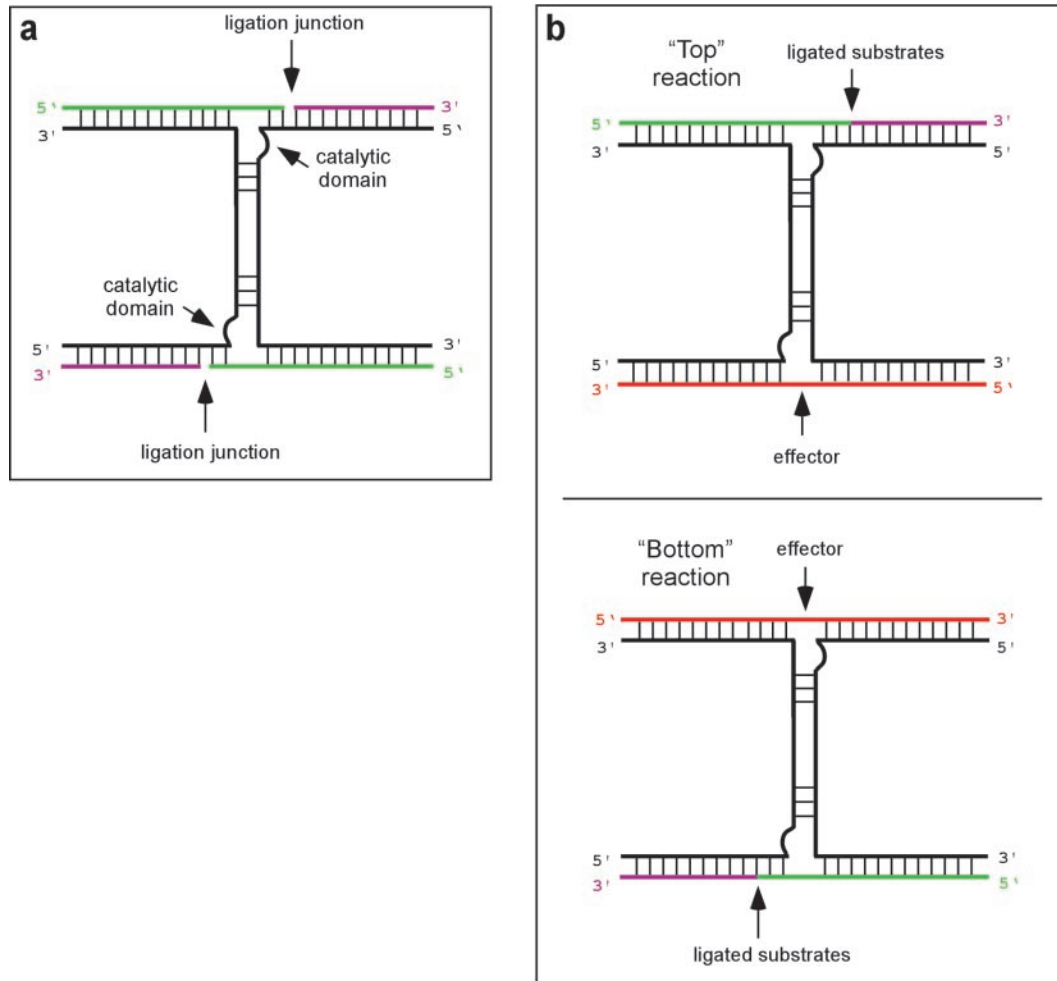 a
ligation junction
5' 3'
3' 5'
catalytic
domain
catalytic
domain
5' 3'
3' 5'
ligation junction
b
“Top”
reaction
ligated substrates
5' 3'
3' 5'
5' 3'
3' 5'
effector
“Bottom”
reaction
effector
5' 3'
3' 5'
5' 3'
3' 5'
ligated substrates